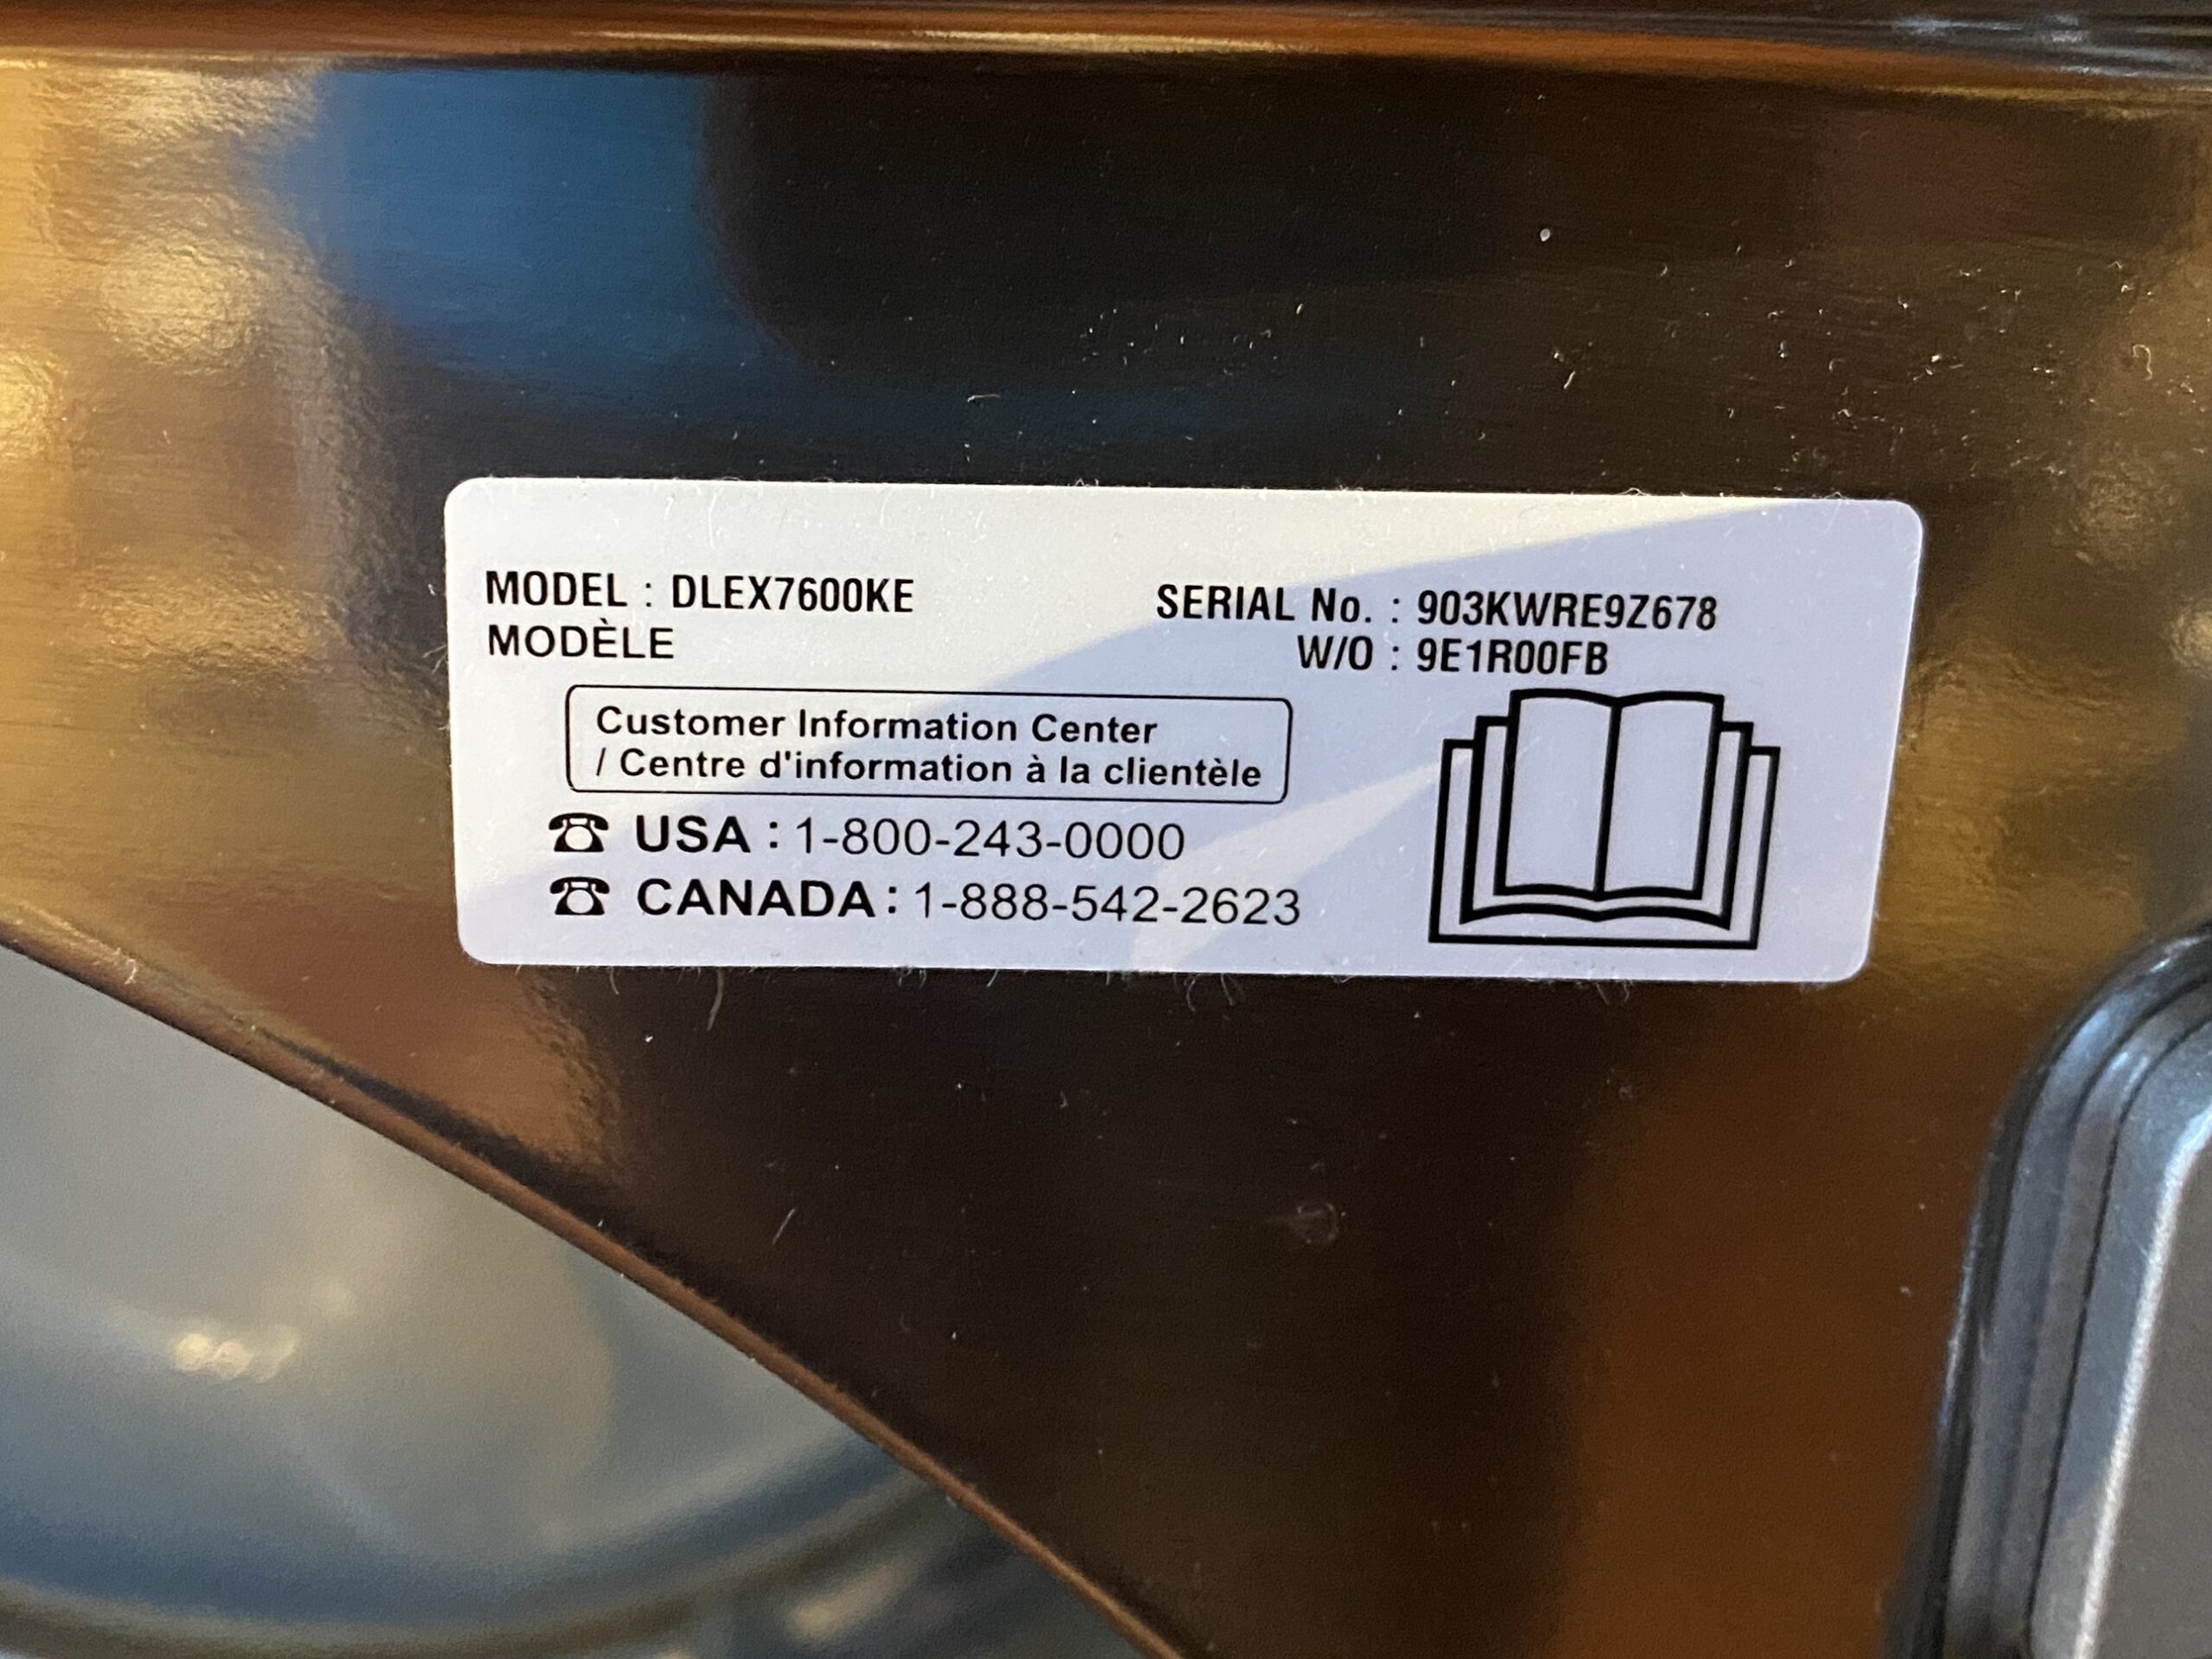 MODEL : DLEX7600KE
MODÈLE
SERIAL No. : 903KWRE9Z678
W/O : 9E1R00FB
Customer Information Center
/ Centre d'information à la clientèle
USA : 1-800-243-0000
CANADA : 1-888-542-2623